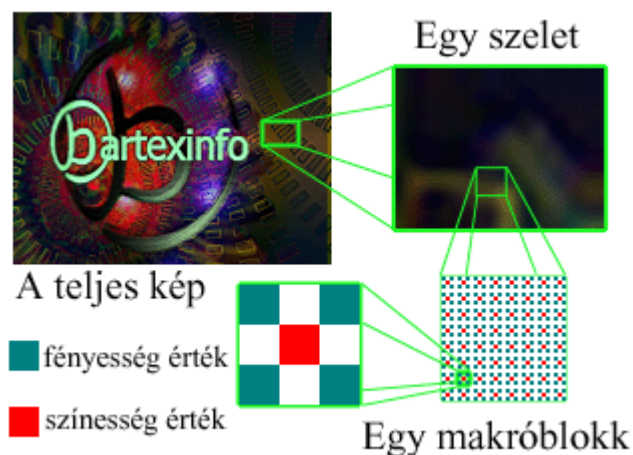 Egy szelet
bartexinfo
A teljes kép
fényesség érték
színesség érték
Egy makróblokk